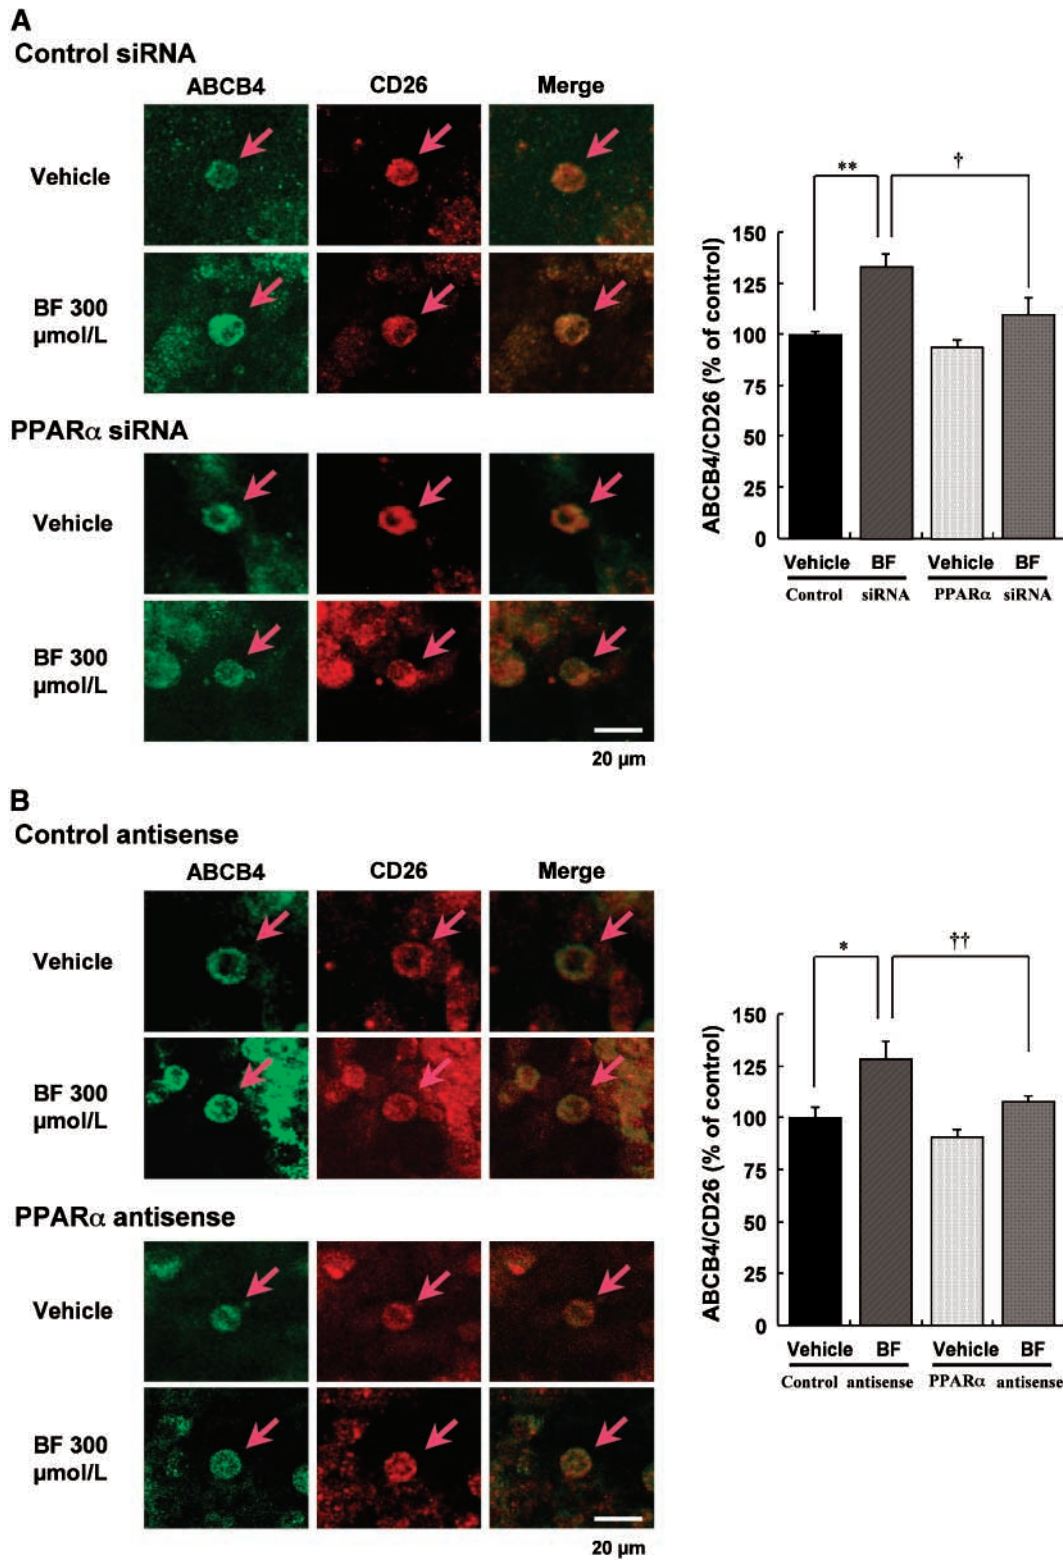 A
Control siRNA
ABCB4 CD26 Merge
Vehicle
BF 300
µmol/L
PPARα siRNA
Vehicle
BF 300
µmol/L
20 µm
** †
ABCB4/CD26 (% of control)
150
125
100
75
50
25
0
Vehicle BF Vehicle BF
Control siRNA PPARα siRNA
B
Control antisense
ABCB4 CD26 Merge
Vehicle
BF 300
µmol/L
PPARα antisense
Vehicle
BF 300
µmol/L
20 µm
* ††
ABCB4/CD26 (% of control)
150
125
100
75
50
25
0
Vehicle BF Vehicle BF
Control antisense PPARα antisense